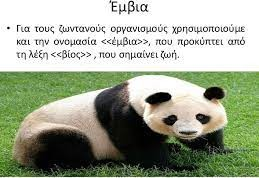 Έμβια
• Για τους ζωντανούς οργανισμούς χρησιμοποιούμε
και την ονομασία <<έμβια>>, που προκύπτει από
τη λέξη <<βίος>> , που σημαίνει ζωή.